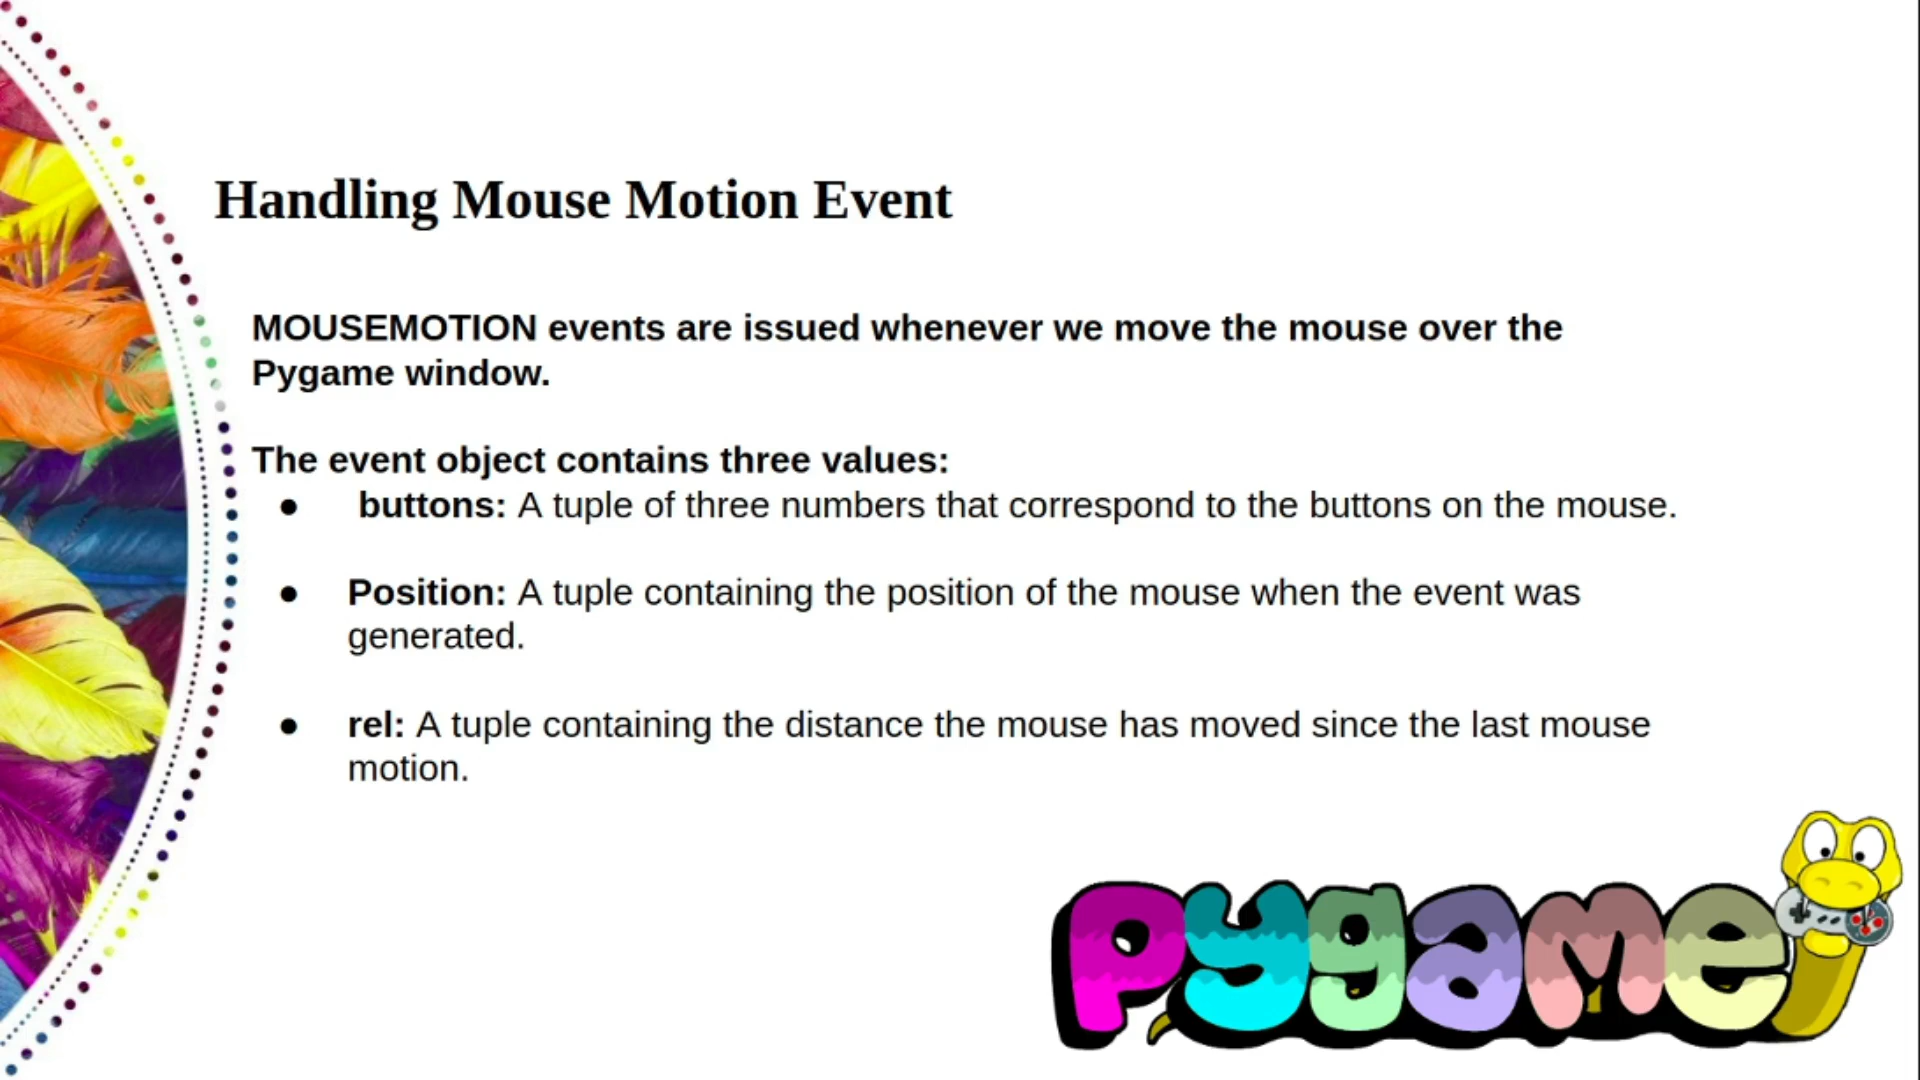 Handling Mouse Motion Event
MOUSEMOTION events are issued whenever we move the mouse over the
Pygame window.
The event object contains three values:
● buttons: A tuple of three numbers that correspond to the buttons on the mouse.
● Position: A tuple containing the position of the mouse when the event was
generated.
● rel: A tuple containing the distance the mouse has moved since the last mouse
motion.
pygame